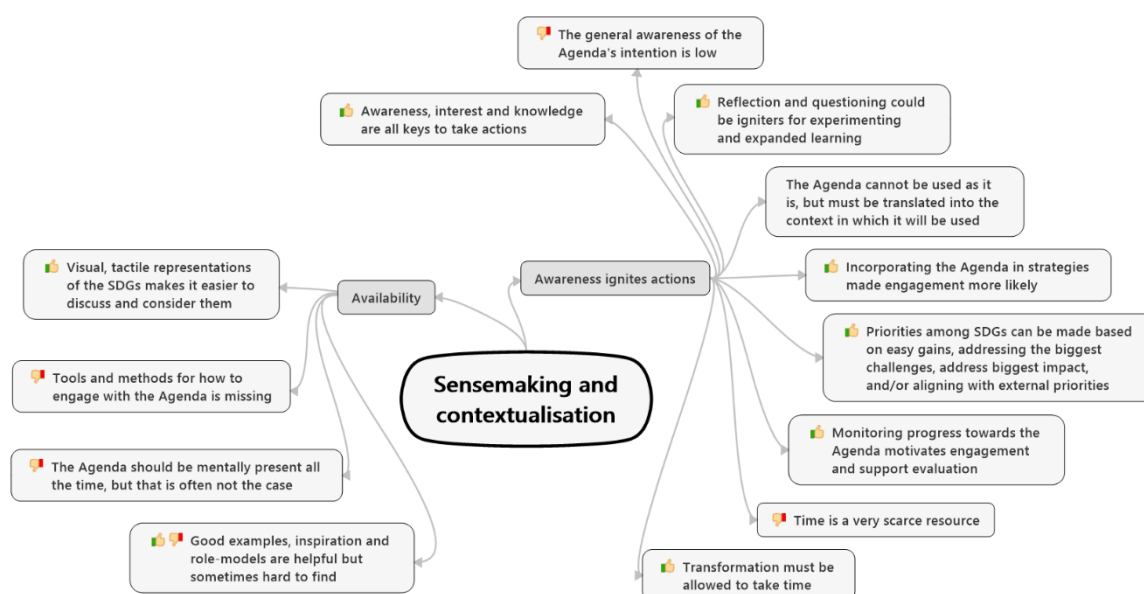 The general awareness of the
Agenda's intention is low
Awareness, interest and knowledge
are all keys to take actions
Reflection and questioning could
be igniters for experimenting
and expanded learning
The Agenda cannot be used as it
is, but must be translated into the
context in which it will be used
Visual, tactile representations
of the SDGs makes it easier to
discuss and consider them
Availability
Awareness ignites actions
Incorporating the Agenda in strategies
made engagement more likely
Priorities among SDGs can be made based
on easy gains, addressing the biggest
challenges, address biggest impact,
and/or aligning with external priorities
Sensemaking and
contextualisation
Tools and methods for how to
engage with the Agenda is missing
Monitoring progress towards the
Agenda motivates engagement
and support evaluation
The Agenda should be mentally present all
the time, but that is often not the case
Time is a very scarce resource
Good examples, inspiration and
role-models are helpful but
sometimes hard to find
Transformation must be
allowed to take time